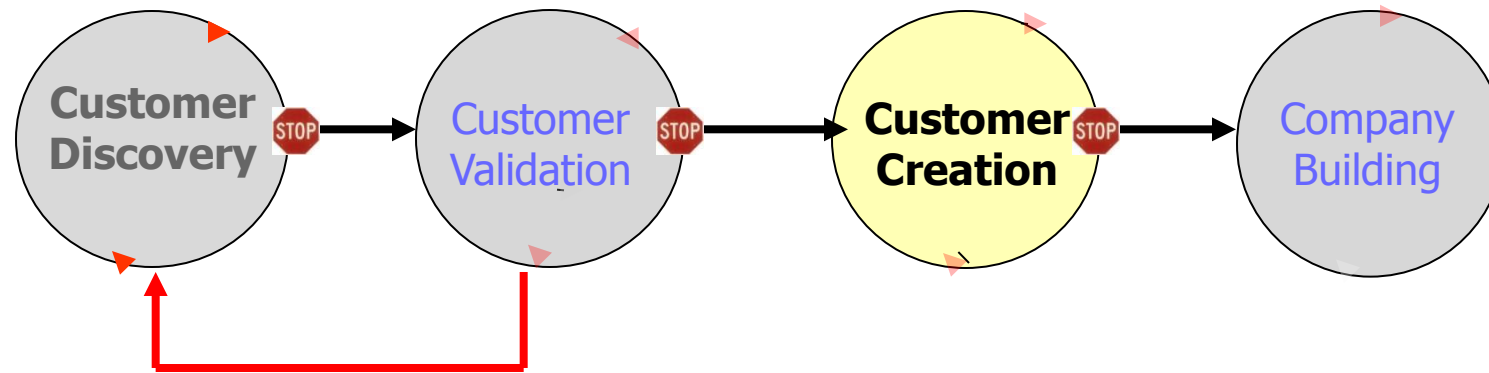 Customer
Discovery
STOP
Customer
Validation
STOP
Customer
Creation
STOP
Company
Building